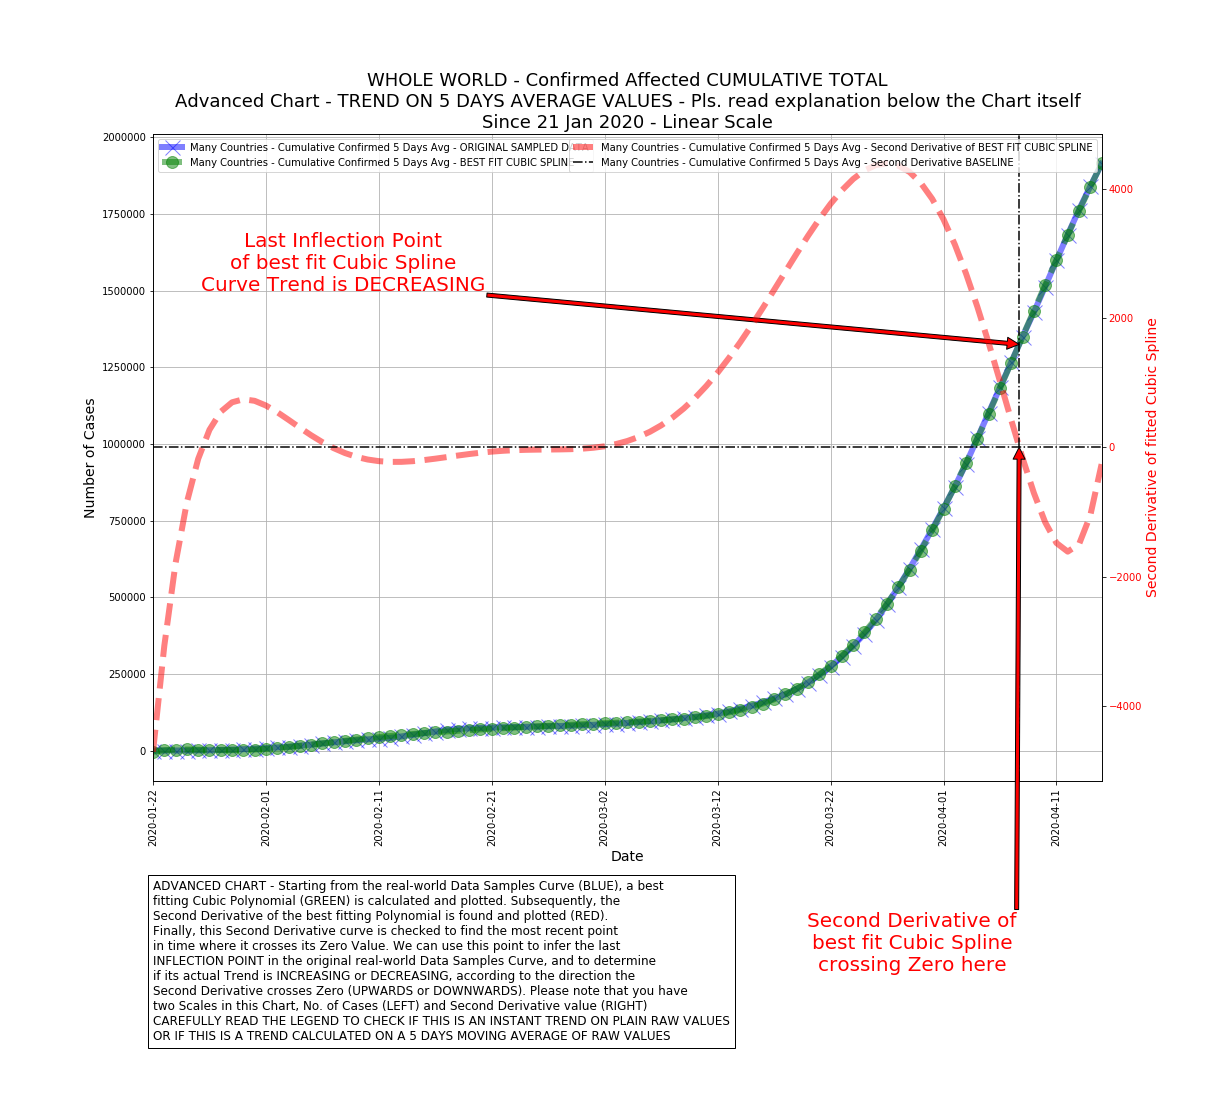 WHOLE WORLD - Confirmed Affected CUMULATIVE TOTAL
Advanced Chart - TREND ON 5 DAYS AVERAGE VALUES - Pls. read explanation below the Chart itself
Since 21 Jan 2020 - Linear Scale
Many Countries - Cumulative Confirmed 5 Days Avg - ORIGINAL SAMPLED DATA
Many Countries - Cumulative Confirmed 5 Days Avg - BEST FIT CUBIC SPLINE
Many Countries - Cumulative Confirmed 5 Days Avg - Second Derivative of BEST FIT CUBIC SPLINE
Many Countries - Cumulative Confirmed 5 Days Avg - Second Derivative BASELINE
Last Inflection Point
of best fit Cubic Spline
Curve Trend is DECREASING
Number of Cases
2000000
1750000
1500000
1250000
1000000
750000
500000
250000
0
4000
2000
0
−2000
−4000
Second Derivative of fitted Cubic Spline
2020-01-22
2020-02-01
2020-02-11
2020-02-21
2020-03-02
2020-03-12
2020-03-22
2020-04-01
2020-04-11
Date
Second Derivative of
best fit Cubic Spline
crossing Zero here
ADVANCED CHART - Starting from the real-world Data Samples Curve (BLUE), a best
fitting Cubic Polynomial (GREEN) is calculated and plotted. Subsequently, the
Second Derivative of the best fitting Polynomial is found and plotted (RED).
Finally, this Second Derivative curve is checked to find the most recent point
in time where it crosses its Zero Value. We can use this point to infer the last
INFLECTION POINT in the original real-world Data Samples Curve, and to determine
if its actual Trend is INCREASING or DECREASING, according to the direction the
Second Derivative crosses Zero (UPWARDS or DOWNWARDS). Please note that you have
two Scales in this Chart, No. of Cases (LEFT) and Second Derivative value (RIGHT)
CAREFULLY READ THE LEGEND TO CHECK IF THIS IS AN INSTANT TREND ON PLAIN RAW VALUES
OR IF THIS IS A TREND CALCULATED ON A 5 DAYS MOVING AVERAGE OF RAW VALUES